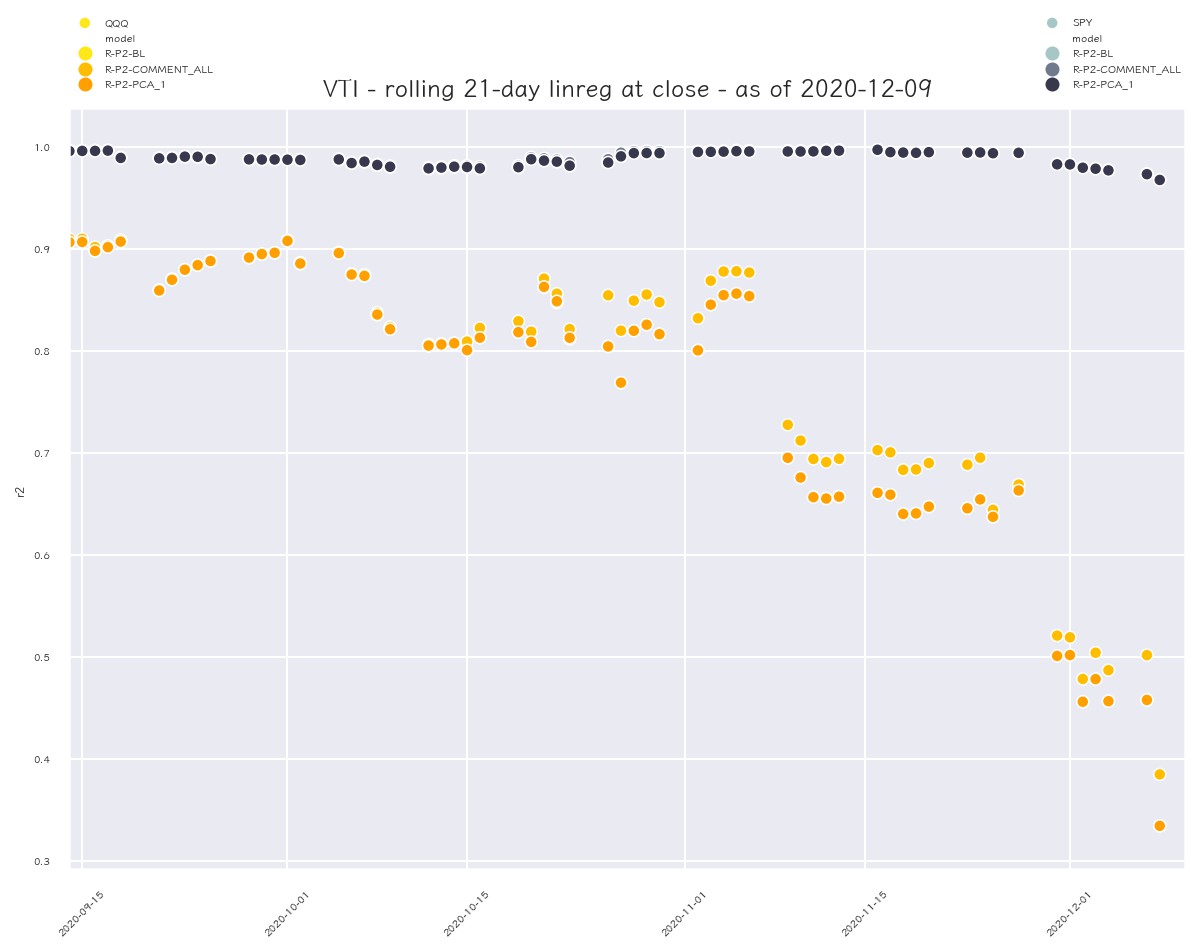 QQQ
model
R-P2-BL
R-P2-COMMENT_ALL
R-P2-PCA_1
SPY
model
R-P2-BL
R-P2-COMMENT_ALL
R-P2-PCA_1
VTI - rolling 21-day linreg at close - as of 2020-12-09
1.0
0.9
0.8
0.7
0.6
0.5
0.4
0.3
r2
2020-09-15
2020-10-01
2020-10-15
2020-11-01
2020-11-15
2020-12-01